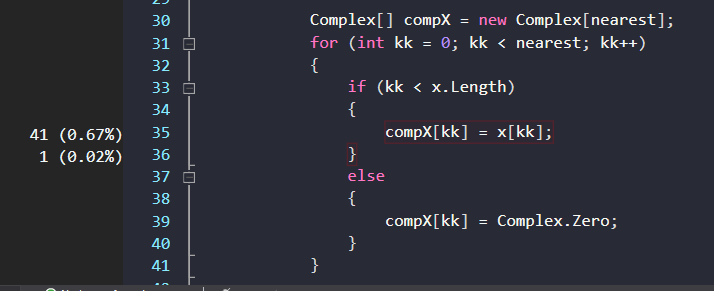 30 Complex[] compX = new Complex[nearest];
31 for (int kk = 0; kk < nearest; kk++)
32 {
33 if (kk < x.Length)
34 {
41 (0.67%) 35 compX[kk] = x[kk];
1 (0.02%) 36 }
37 else
38 {
39 compX[kk] = Complex.Zero;
40 }
41 }